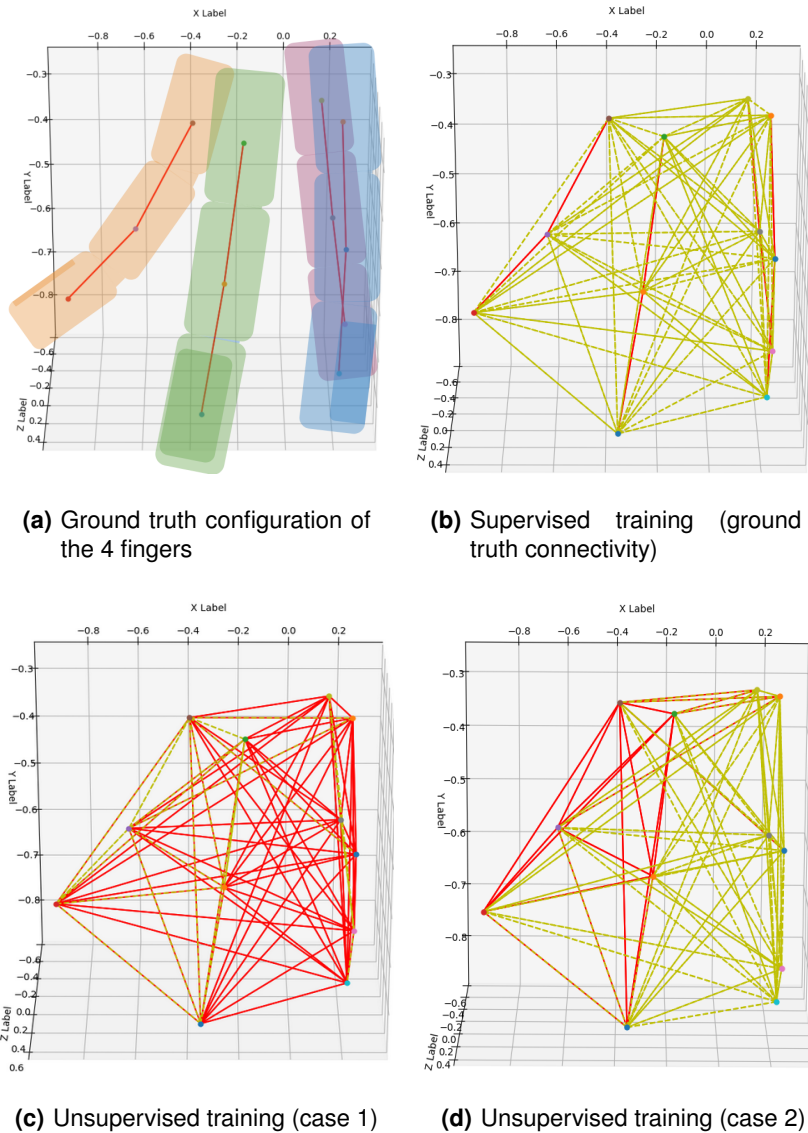 X Label
−0.8 −0.6 −0.4 −0.2 0.0 0.2
−0.3
−0.4
−0.5
−0.6
−0.7
−0.8
Y Label
−0.6
−0.4
−0.2
0.0
0.2
0.4
Z Label
(a) Ground truth configuration of
the 4 fingers
X Label
−0.8 −0.6 −0.4 −0.2 0.0 0.2
−0.3
−0.4
−0.5
−0.6
−0.7
−0.8
Y Label
−0.6
−0.4
−0.2
0.0
0.2
0.4
Z Label
(b) Supervised training (ground
truth connectivity)
X Label
−0.8 −0.6 −0.4 −0.2 0.0 0.2
−0.3
−0.4
−0.5
−0.6
−0.7
−0.8
Y Label
−0.6
−0.4
−0.2
0.0
0.2
0.4
0.6
Z Label
(c) Unsupervised training (case 1)
X Label
−0.8 −0.6 −0.4 −0.2 0.0 0.2
−0.3
−0.4
−0.5
−0.6
−0.7
−0.8
Y Label
−0.6
−0.4
−0.2
0.0
0.2
0.4
Z Label
(d) Unsupervised training (case 2)